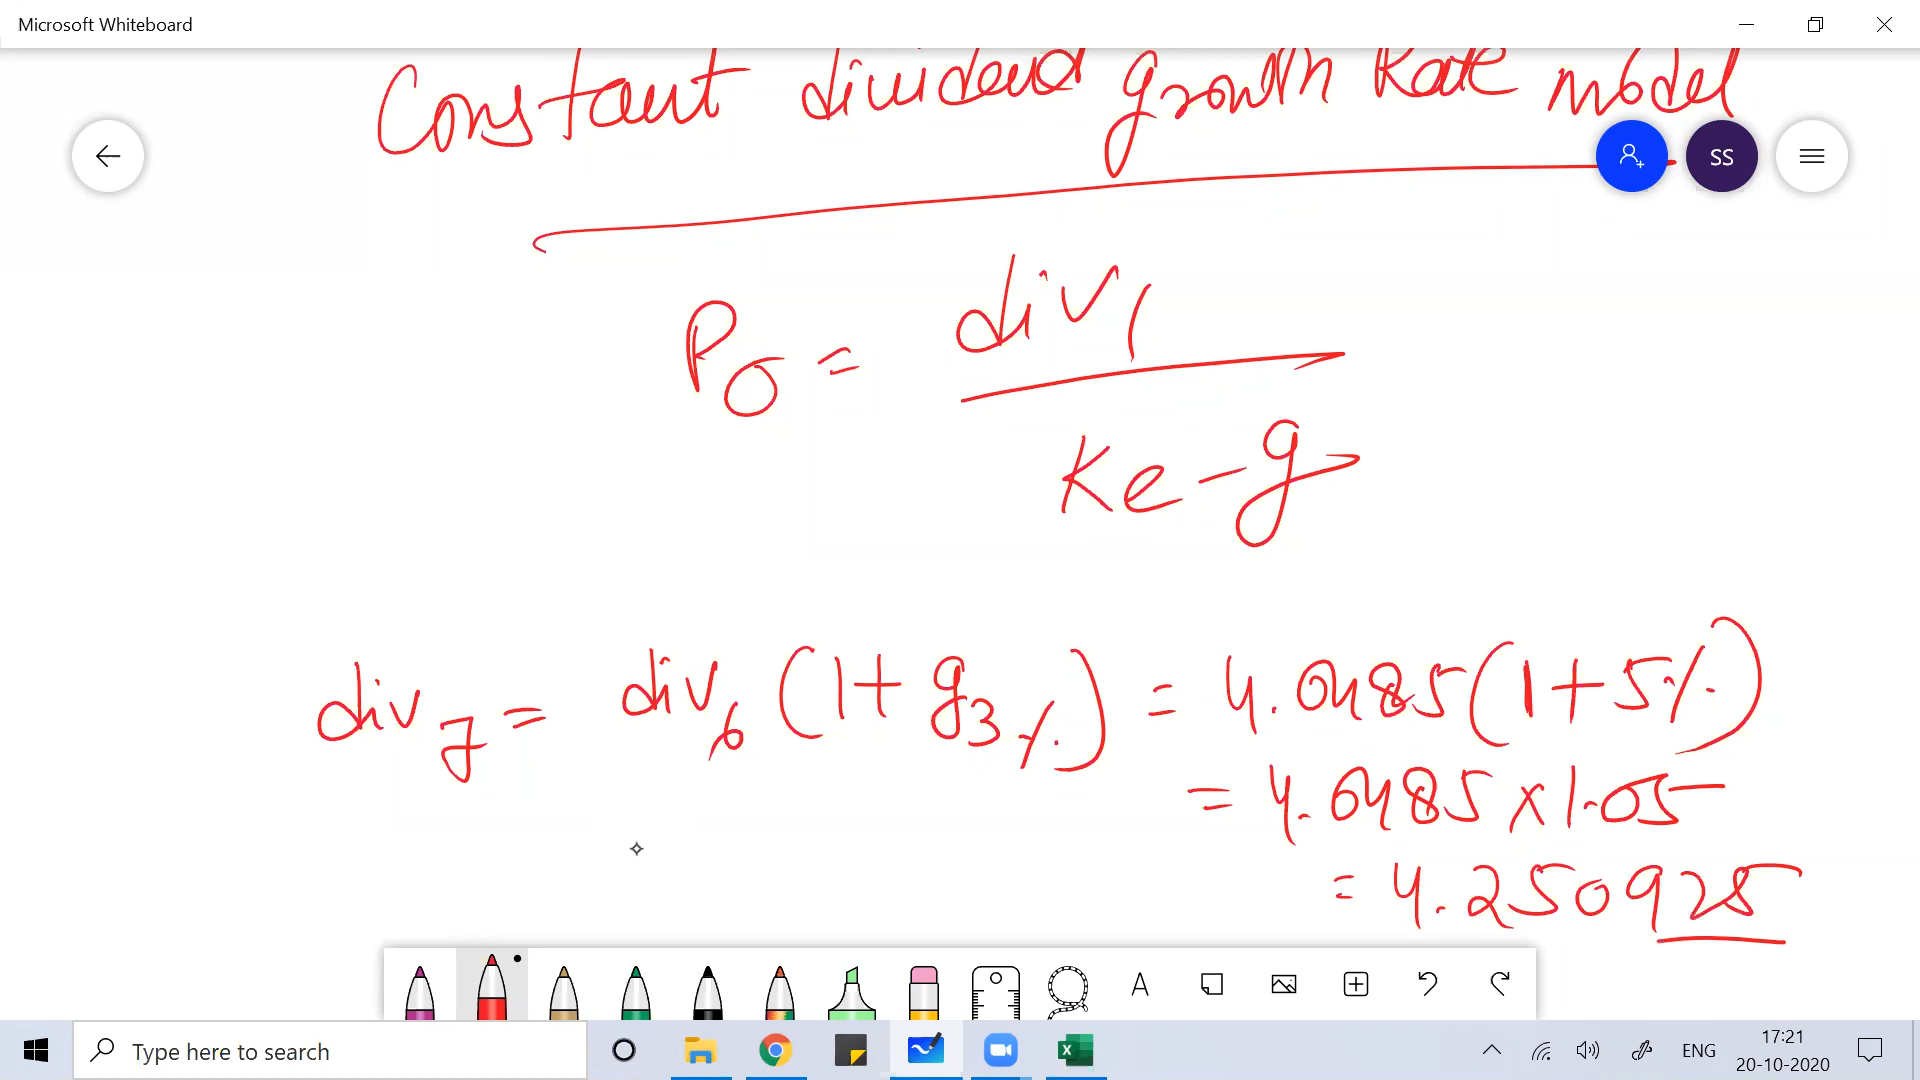 Microsoft Whiteboard
Constant dividend growth Rate model
SS
P0 = div1 / Ke - g
div7 = div6 (1 + g3%) = 4.0485 (1 + 5%)
= 4.0485 x 1.05
= 4.250925
A
Type here to search
ENG
17:21
20-10-2020